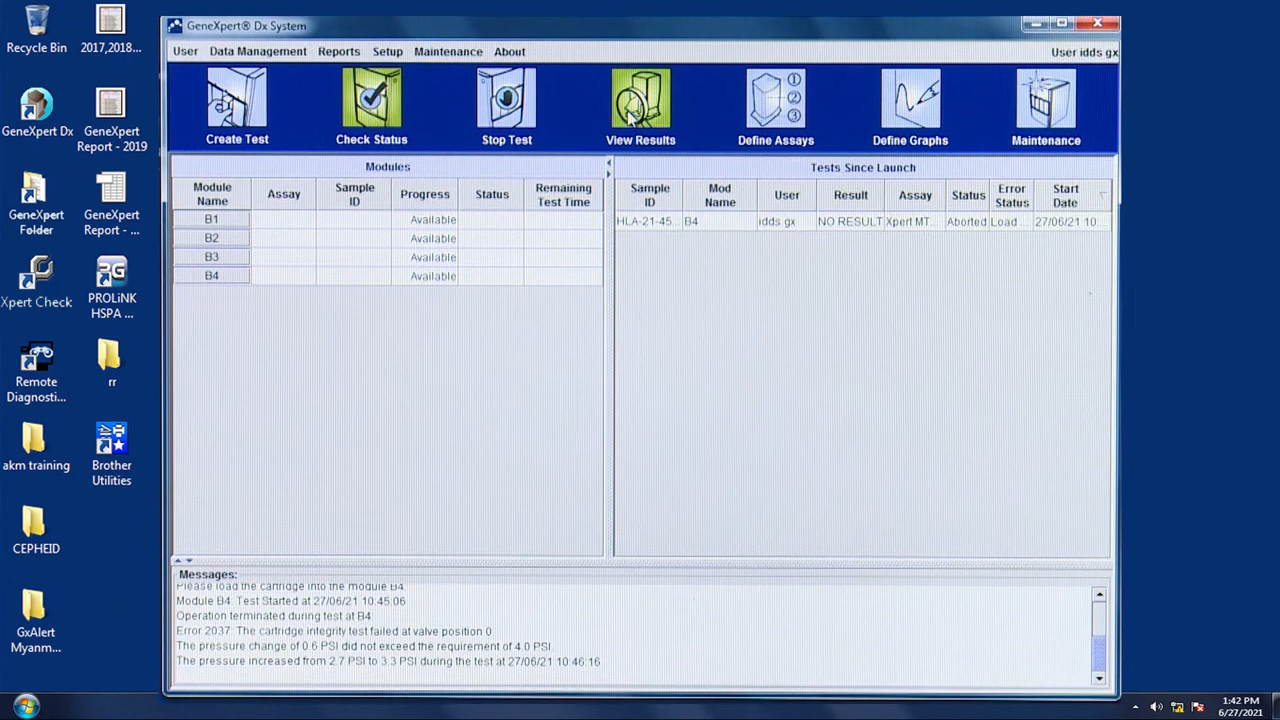 Recycle Bin
2017,2018...
GeneXpert Dx
GeneXpert
Report - 2019
GeneXpert
Folder
GeneXpert
Report - ...
Xpert Check
PROLiNK
HSPA ...
Remote
Diagnosti...
rr
akm training
Brother
Utilities
CEPHEID
GxAlert
Myanm...
GeneXpert® Dx System
User Data Management Reports Setup Maintenance About
User idds gx
Create Test
Check Status
Stop Test
View Results
Define Assays
Define Graphs
Maintenance
Modules
Module Name Assay Sample ID Progress Status Remaining Test Time
B1 Available
B2 Available
B3 Available
B4 Available
Tests Since Launch
Sample ID Mod Name User Result Assay Status Error Status Start Date
HLA-21-45... B4 idds gx NO RESULT Xpert MT... Aborted Load ... 27/06/21 10...
Messages:
Please load the cartridge into the module B4.
Module B4: Test Started at 27/06/21 10:45:06
Operation terminated during test at B4:
Error 2037: The cartridge integrity test failed at valve position 0
The pressure change of 0.6 PSI did not exceed the requirement of 4.0 PSI.
The pressure increased from 2.7 PSI to 3.3 PSI during the test at 27/06/21 10:46:16
1:42 PM
6/27/2021